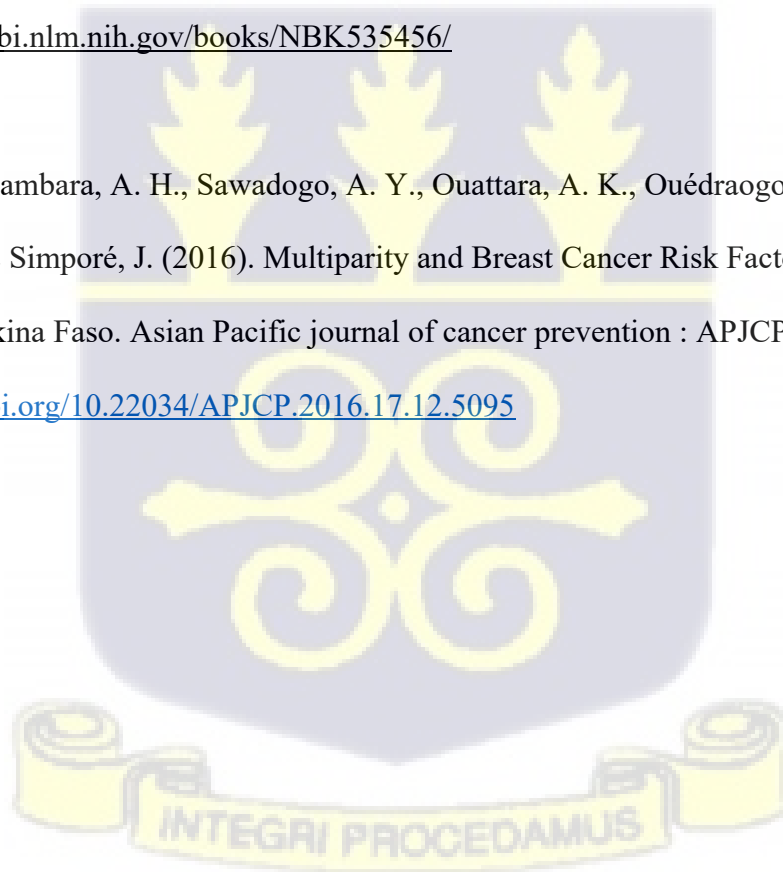 bi.nlm.nih.gov/books/NBK535456/
ambara, A. H., Sawadogo, A. Y., Ouattara, A. K., Ouédraogo
Simporé, J. (2016). Multiparity and Breast Cancer Risk Fact
kina Faso. Asian Pacific journal of cancer prevention : APJCP
i.org/10.22034/APJCP.2016.17.12.5095
INTEGRI PROCEDAMUS